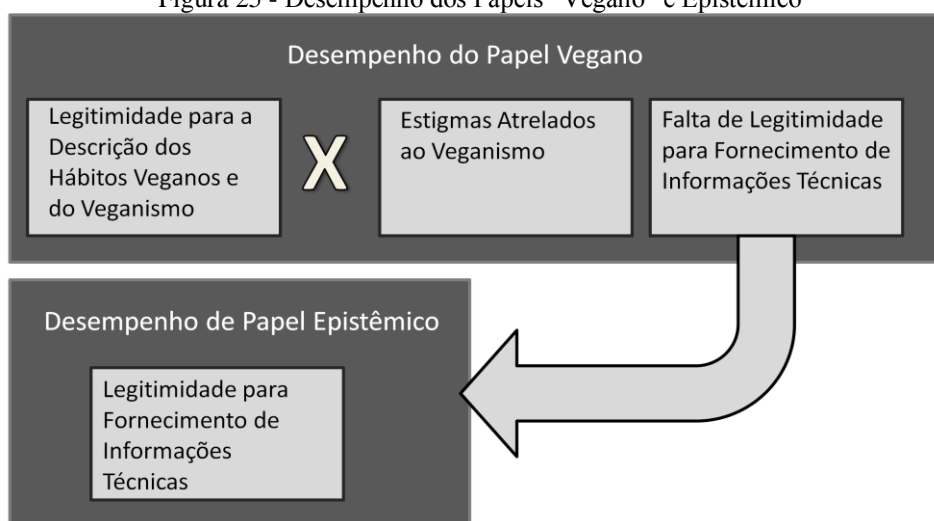 Figura 25 - Desempenho dos Papéis "Vegano" e Epistêmico
Desempenho do Papel Vegano
Legitimidade para a
Descrição dos
Hábitos Veganos e
do Veganismo
X
Estigmas Atrelados
ao Veganismo
Falta de Legitimidade
para Fornecimento de
Informações Técnicas
Desempenho de Papel Epistêmico
Legitimidade para
Fornecimento de
Informações
Técnicas